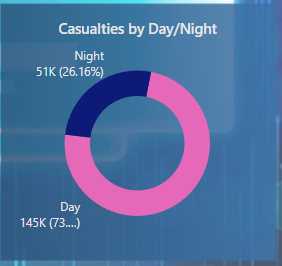 Casualties by Day/Night
Night
51K (26.16%)
Day
145K (73....)